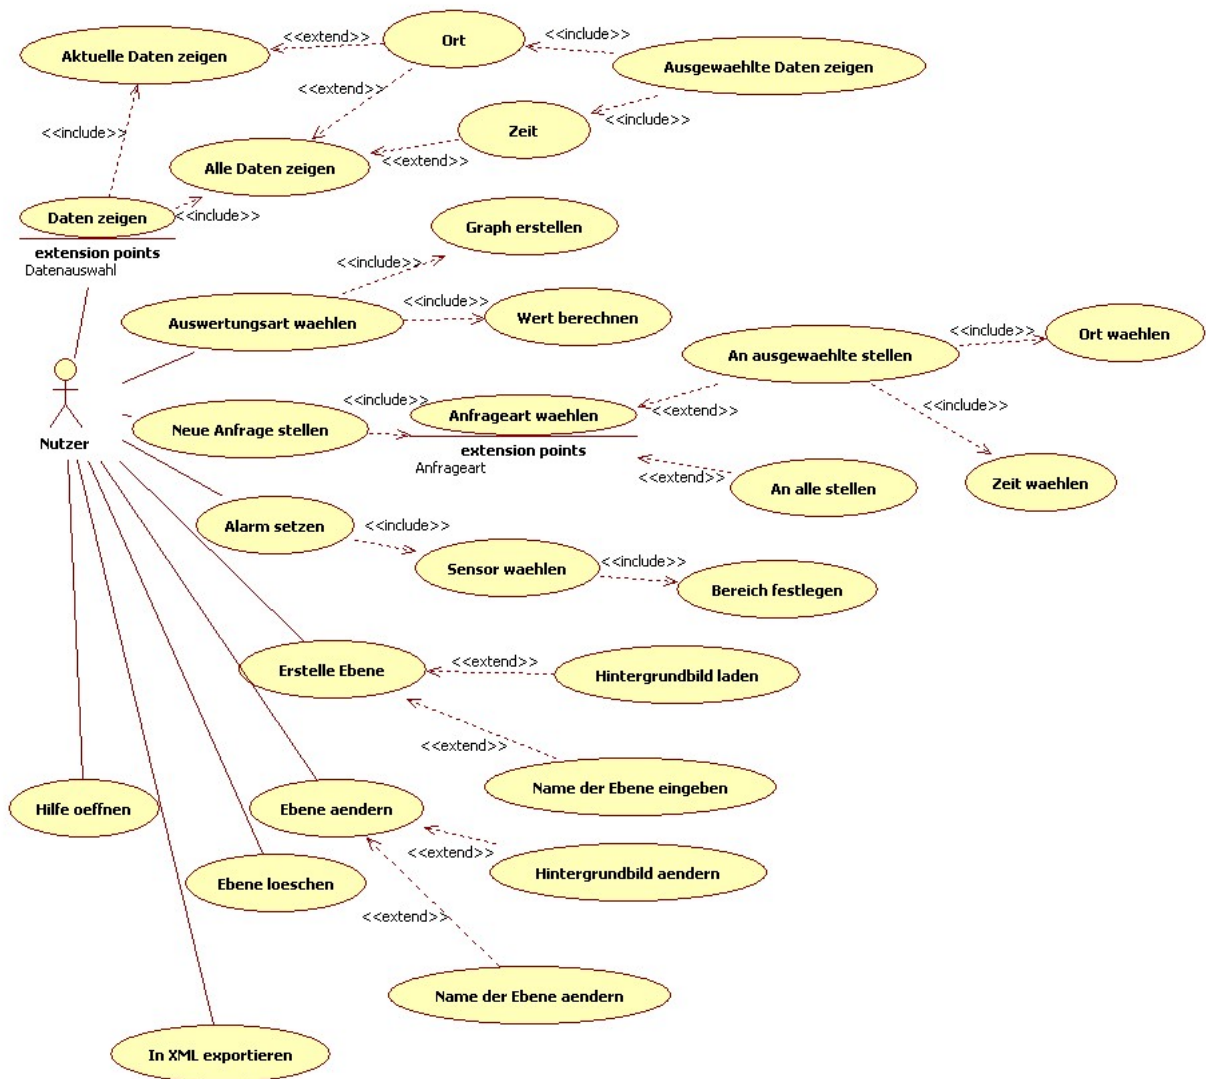 <<extend>>
Ort
<<include>>
Aktuelle Daten zeigen
Ausgewaehlte Daten zeigen
<<extend>>
<<include>>
Zeit
<<include>>
<<extend>>
Alle Daten zeigen
Daten zeigen
<<include>>
extension points
Datenauswahl
Graph erstellen
<<include>>
<<include>>
Auswertungsart waehlen
Wert berechnen
<<include>>
Ort waehlen
An ausgewaehlte stellen
<<include>>
<<include>>
<<extend>>
Anfrageart waehlen
Neue Anfrage stellen
Nutzer
extension points
Anfrageart
<<extend>>
An alle stellen
Zeit waehlen
Alarm setzen
<<include>>
Sensor waehlen
<<include>>
Bereich festlegen
Erstelle Ebene
<<extend>>
Hintergrundbild laden
<<extend>>
Name der Ebene eingeben
Hilfe oeffnen
Ebene aendern
<<extend>>
Hintergrundbild aendern
Ebene loeschen
<<extend>>
Name der Ebene aendern
In XML exportieren